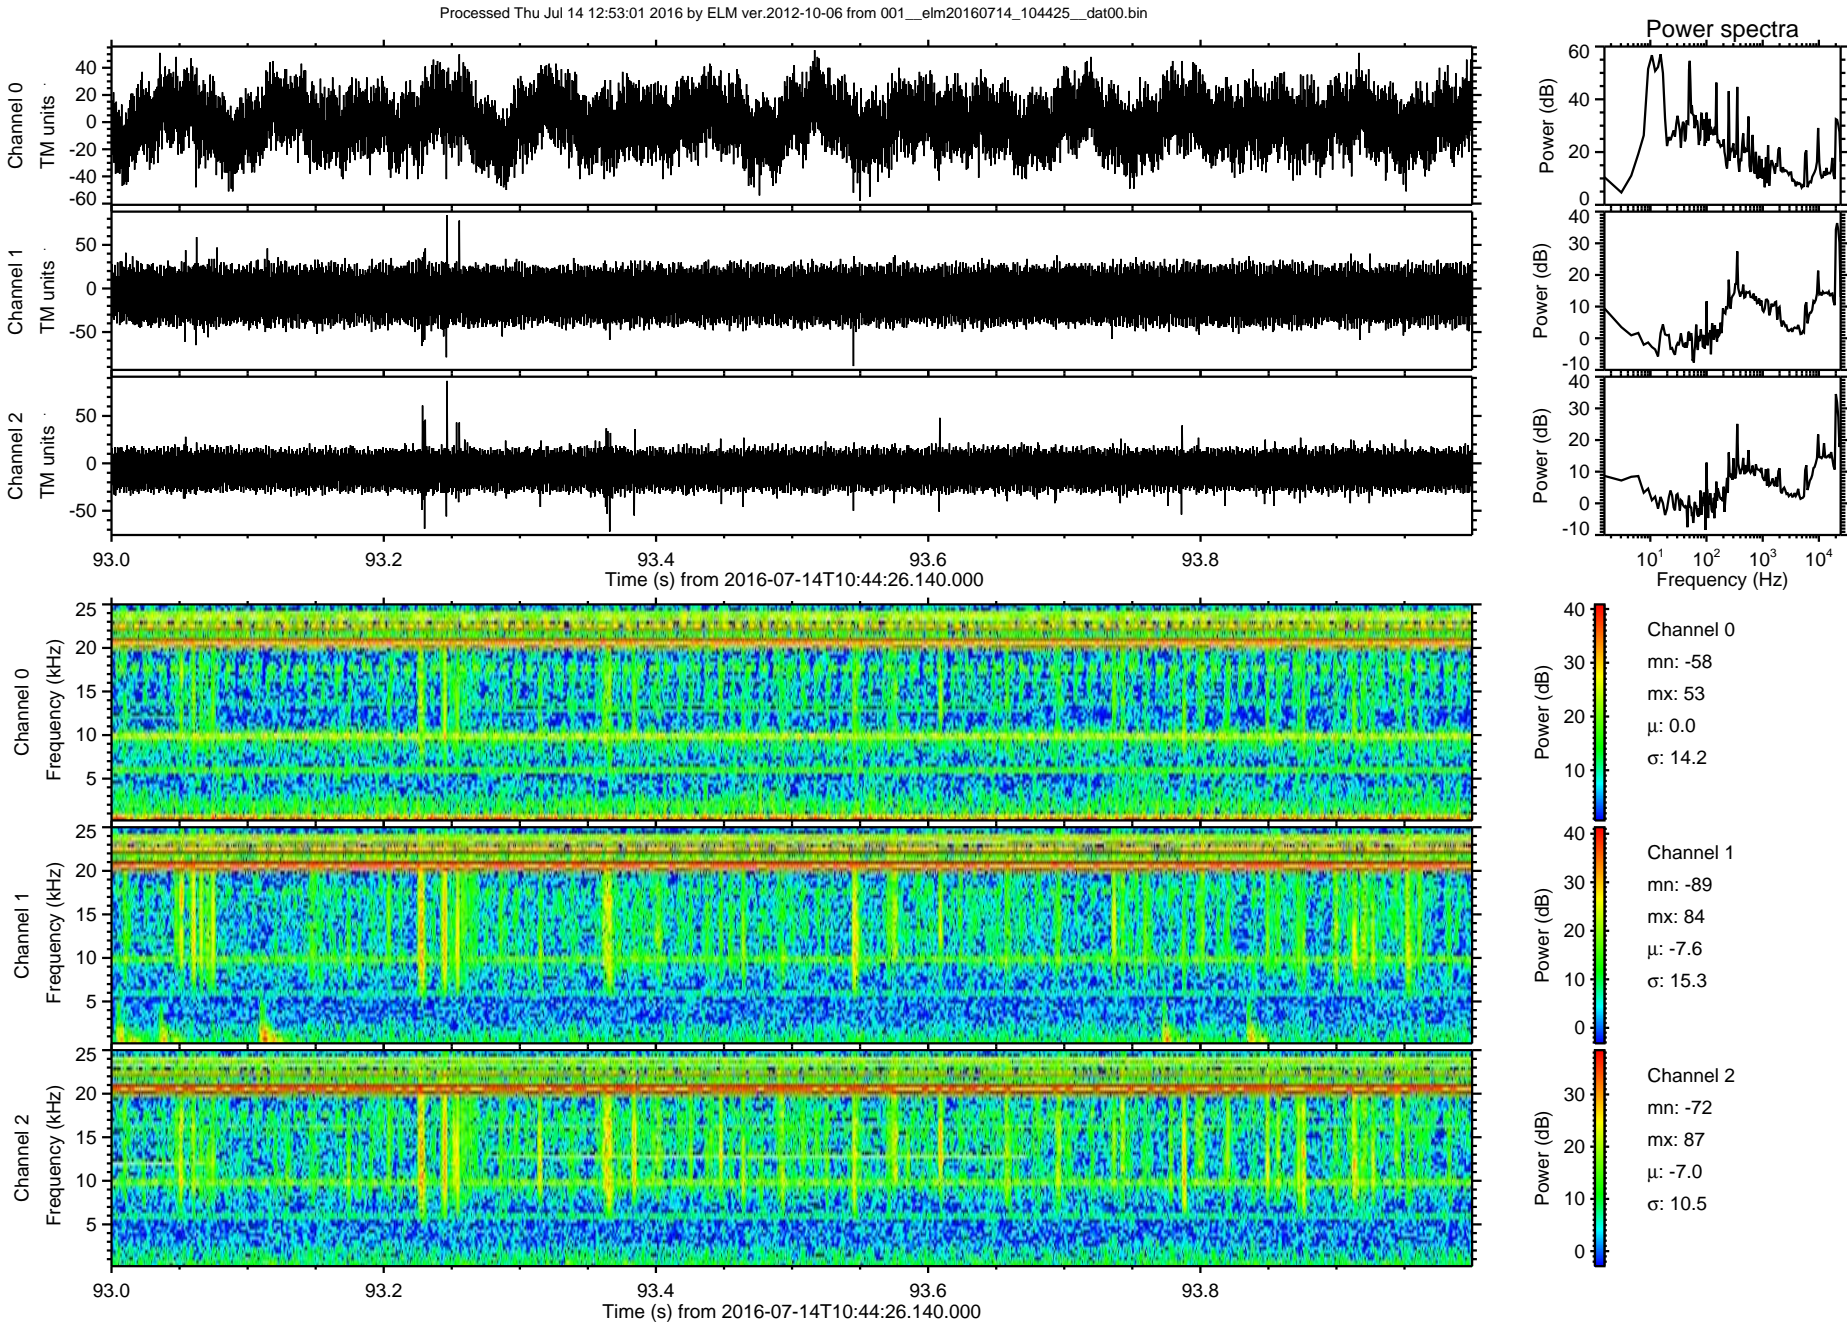 Processed Thu Jul 14 12:53:01 2016 by ELM ver.2012-10-06 from 001__elm20160714_104425__dat00.bin
Power spectra
Channel 0
TM units
40
20
0
-20
-40
-60
Power (dB)
60
40
20
0
Channel 1
TM units
50
0
-50
Power (dB)
40
30
20
10
0
-10
Channel 2
TM units
50
0
-50
Power (dB)
40
30
20
10
0
-10
93.0 93.2 93.4 93.6 93.8
Time (s) from 2016-07-14T10:44:26.140.000
10^1 10^2 10^3 10^4
Frequency (Hz)
Channel 0
Frequency (kHz)
25
20
15
10
5
Power (dB)
40
30
20
10
Channel 0
mn: -58
mx: 53
μ: 0.0
σ: 14.2
Channel 1
Frequency (kHz)
25
20
15
10
5
Power (dB)
40
30
20
10
0
Channel 1
mn: -89
mx: 84
μ: -7.6
σ: 15.3
Channel 2
Frequency (kHz)
25
20
15
10
5
Power (dB)
30
20
10
0
Channel 2
mn: -72
mx: 87
μ: -7.0
σ: 10.5
93.0 93.2 93.4 93.6 93.8
Time (s) from 2016-07-14T10:44:26.140.000